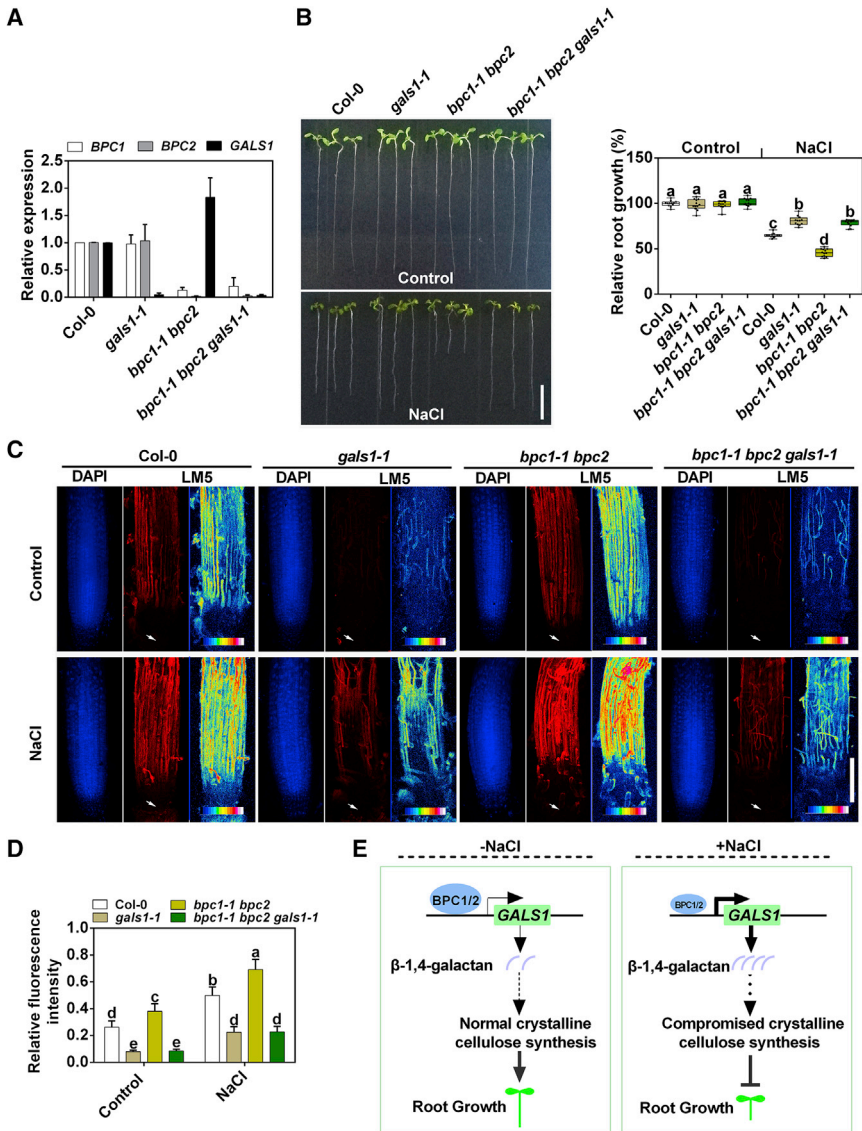 A
BPC1 BPC2 GALS1
Relative expression
2.5
2.0
1.5
1.0
0.5
0.0
Col-0
gals1-1
bpc1-1 bpc2
bpc1-1 bpc2 gals1-1
B
Col-0
gals1-1
bpc1-1 bpc2
bpc1-1 bpc2 gals1-1
Control
NaCl
Relative root growth (%)
Control NaCl
150
100
50
0
a a a a c b d b
Col-0
gals1-1
bpc1-1 bpc2
bpc1-1 bpc2 gals1-1
Col-0
gals1-1
bpc1-1 bpc2
bpc1-1 bpc2 gals1-1
C
Col-0 gals1-1 bpc1-1 bpc2 bpc1-1 bpc2 gals1-1
DAPI LM5 DAPI LM5 DAPI LM5 DAPI LM5
Control
NaCl
D
Col-0 bpc1-1 bpc2
gals1-1 bpc1-1 bpc2 gals1-1
Relative fluorescence
intensity
1.0
0.8
0.6
0.4
0.2
0.0
d e c e b d a d
Control
NaCl
E
-NaCl
BPC1/2
GALS1
β-1,4-galactan
Normal crystalline
cellulose synthesis
Root Growth
+NaCl
BPC1/2
GALS1
β-1,4-galactan
Compromised crystalline
cellulose synthesis
Root Growth